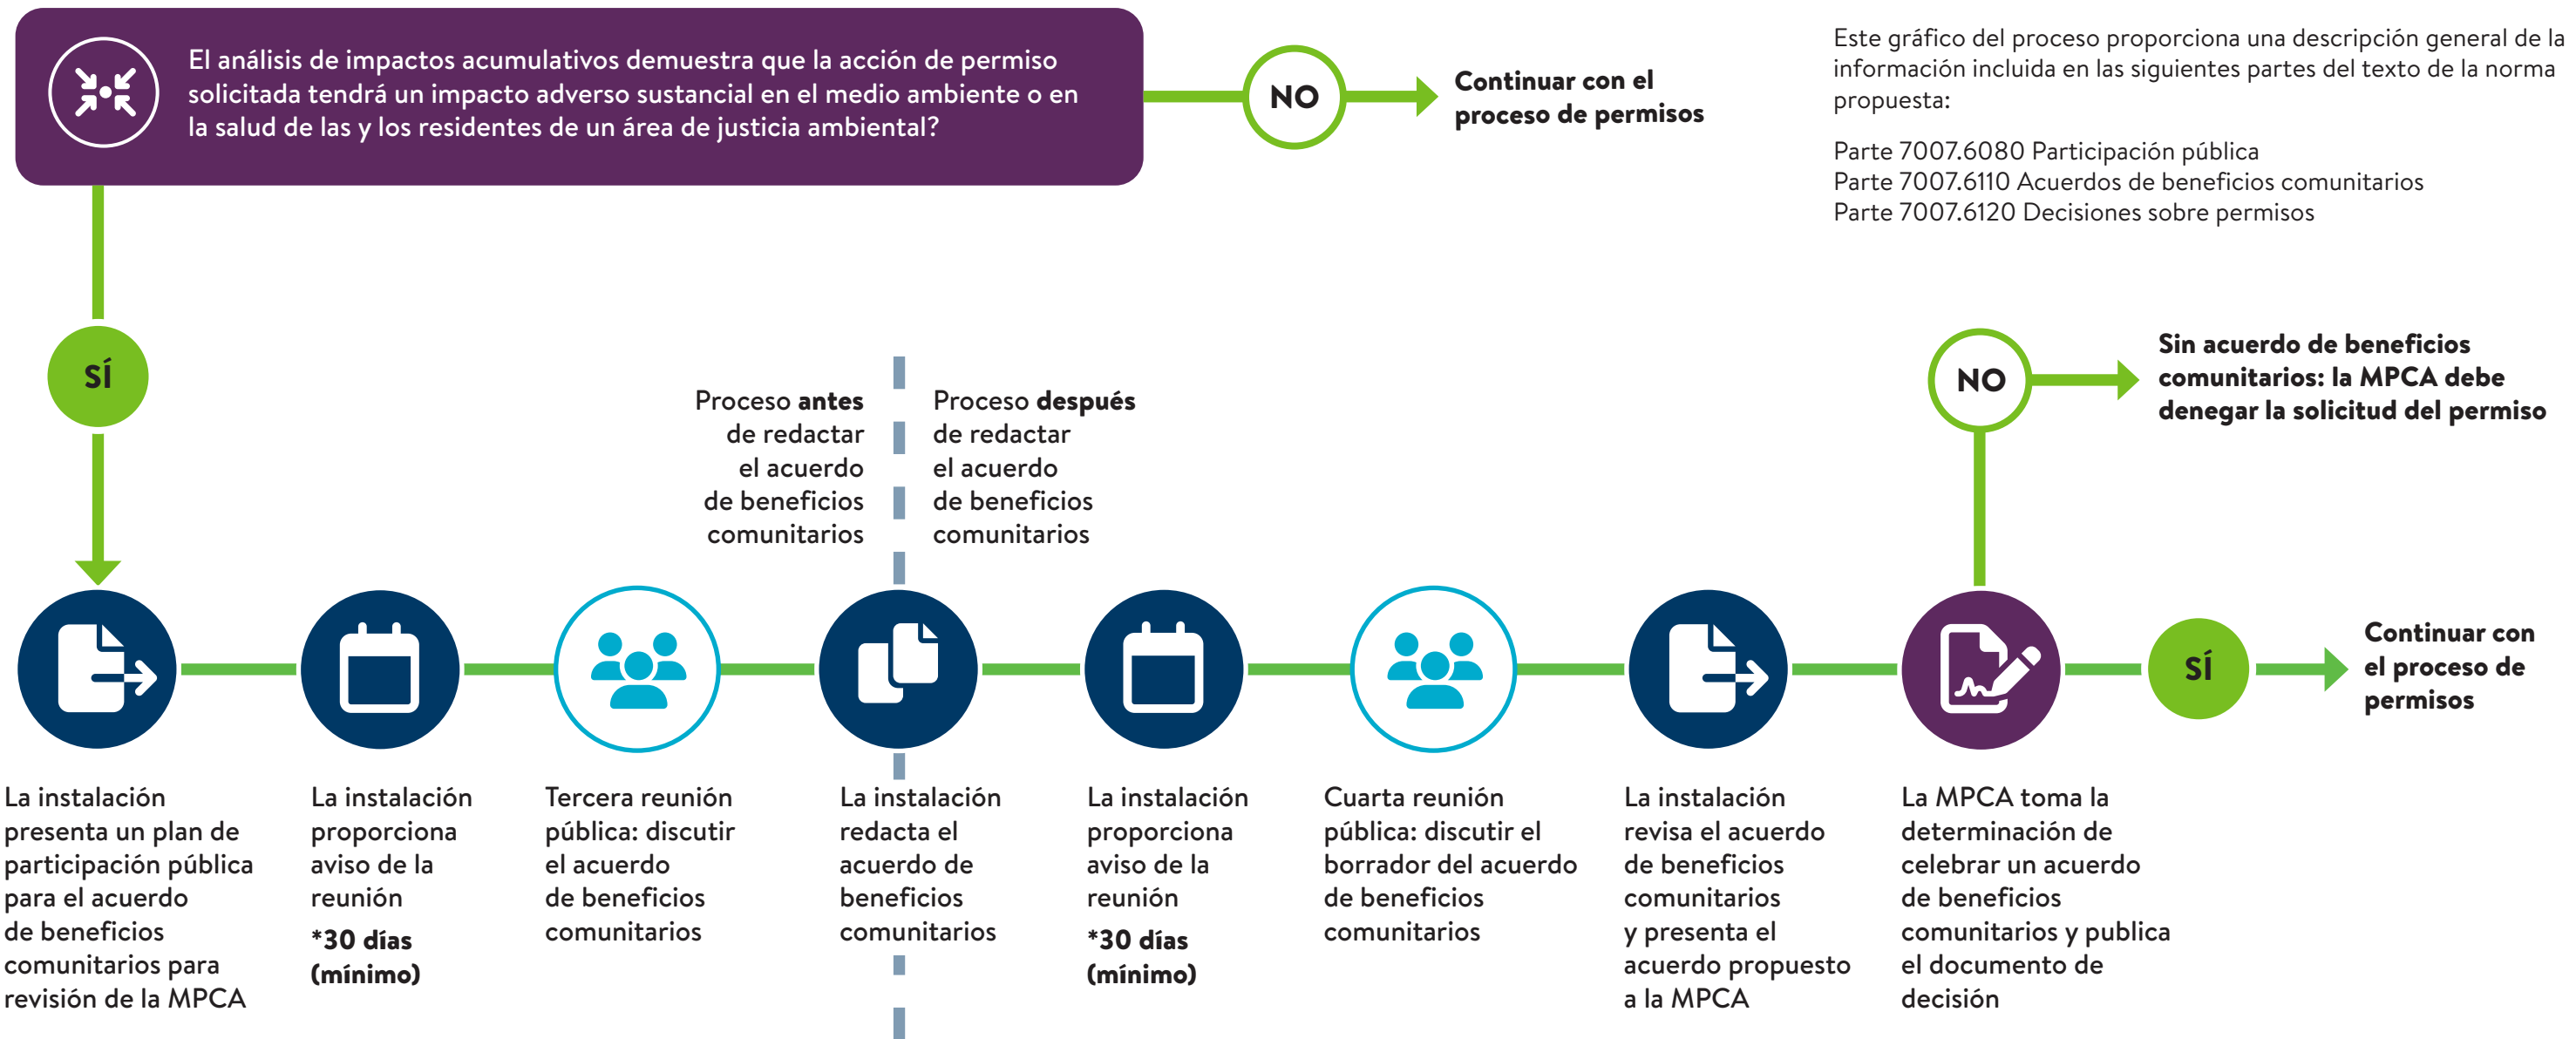 El análisis de impactos acumulativos demuestra que la acción de permiso
solicitada tendrá un impacto adverso sustancial en el medio ambiente o en
la salud de las y los residentes de un área de justicia ambiental?
NO
Continuar con el
proceso de permisos
Este gráfico del proceso proporciona una descripción general de la
información incluida en las siguientes partes del texto de la norma
propuesta:
Parte 7007.6080 Participación pública
Parte 7007.6110 Acuerdos de beneficios comunitarios
Parte 7007.6120 Decisiones sobre permisos
SÍ
Proceso antes
de redactar
el acuerdo
de beneficios
comunitarios
Proceso después
de redactar
el acuerdo
de beneficios
comunitarios
NO
Sin acuerdo de beneficios
comunitarios: la MPCA debe
denegar la solicitud del permiso
SÍ
Continuar con
el proceso de
permisos
La instalación
presenta un plan de
participación pública
para el acuerdo
de beneficios
comunitarios para
revisión de la MPCA
La instalación
proporciona
aviso de la
reunión
*30 días
(mínimo)
Tercera reunión
pública: discutir
el acuerdo
de beneficios
comunitarios
La instalación
redacta el
acuerdo de
beneficios
comunitarios
La instalación
proporciona
aviso de la
reunión
*30 días
(mínimo)
Cuarta reunión
pública: discutir el
borrador del acuerdo
de beneficios
comunitarios
La instalación
revisa el acuerdo
de beneficios
comunitarios
y presenta el
acuerdo propuesto
a la MPCA
La MPCA toma la
determinación de
celebrar un acuerdo
de beneficios
comunitarios y publica
el documento de
decisión